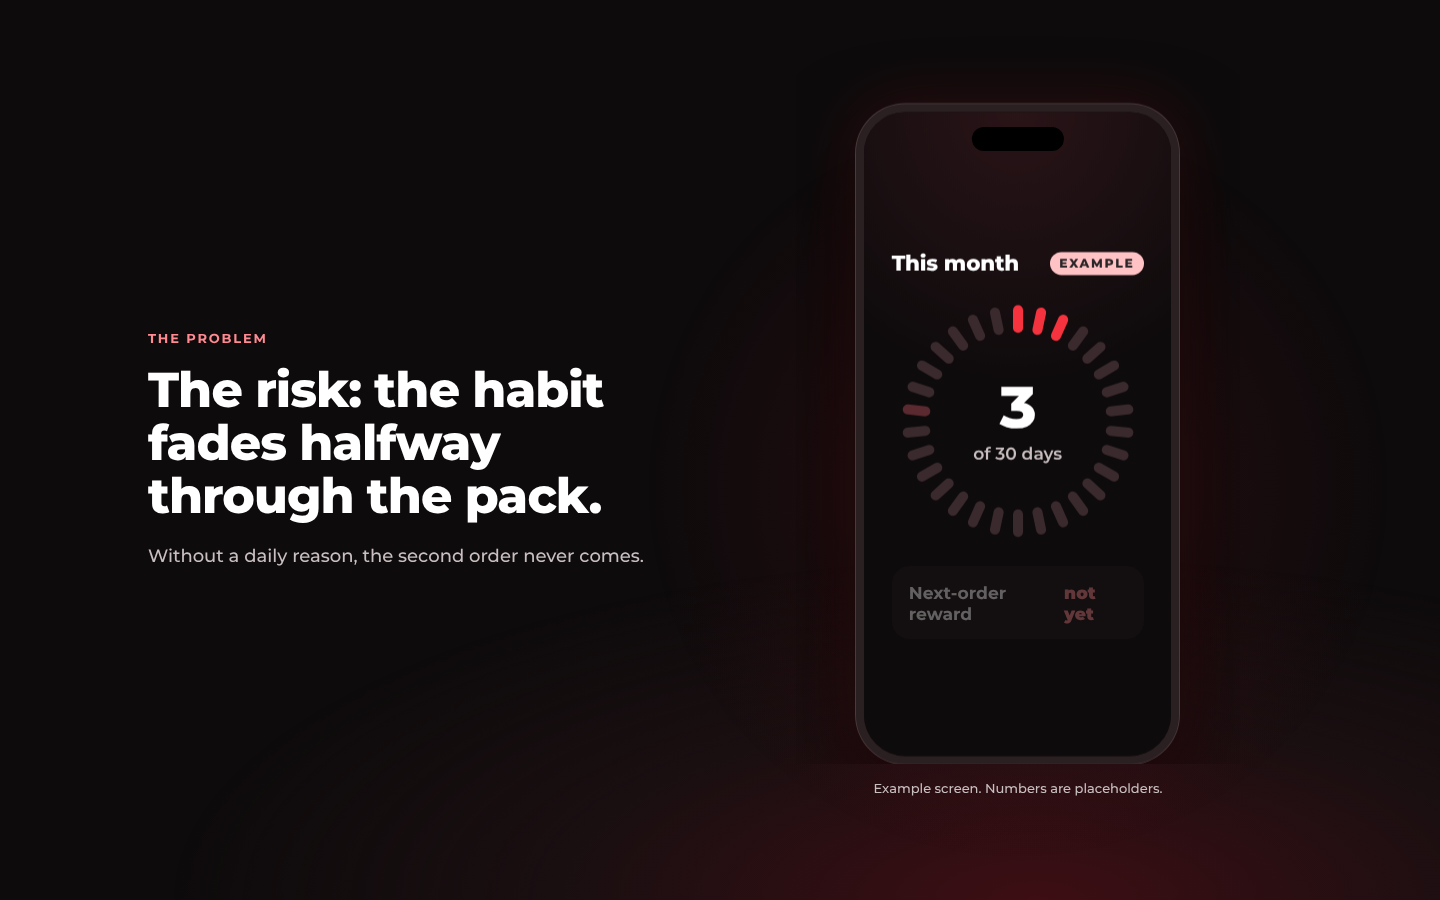 THE PROBLEM
The risk: the habit
fades halfway
through the pack.
Without a daily reason, the second order never comes.
This month
EXAMPLE
3
of 30 days
Next-order
reward
not
yet
Example screen. Numbers are placeholders.